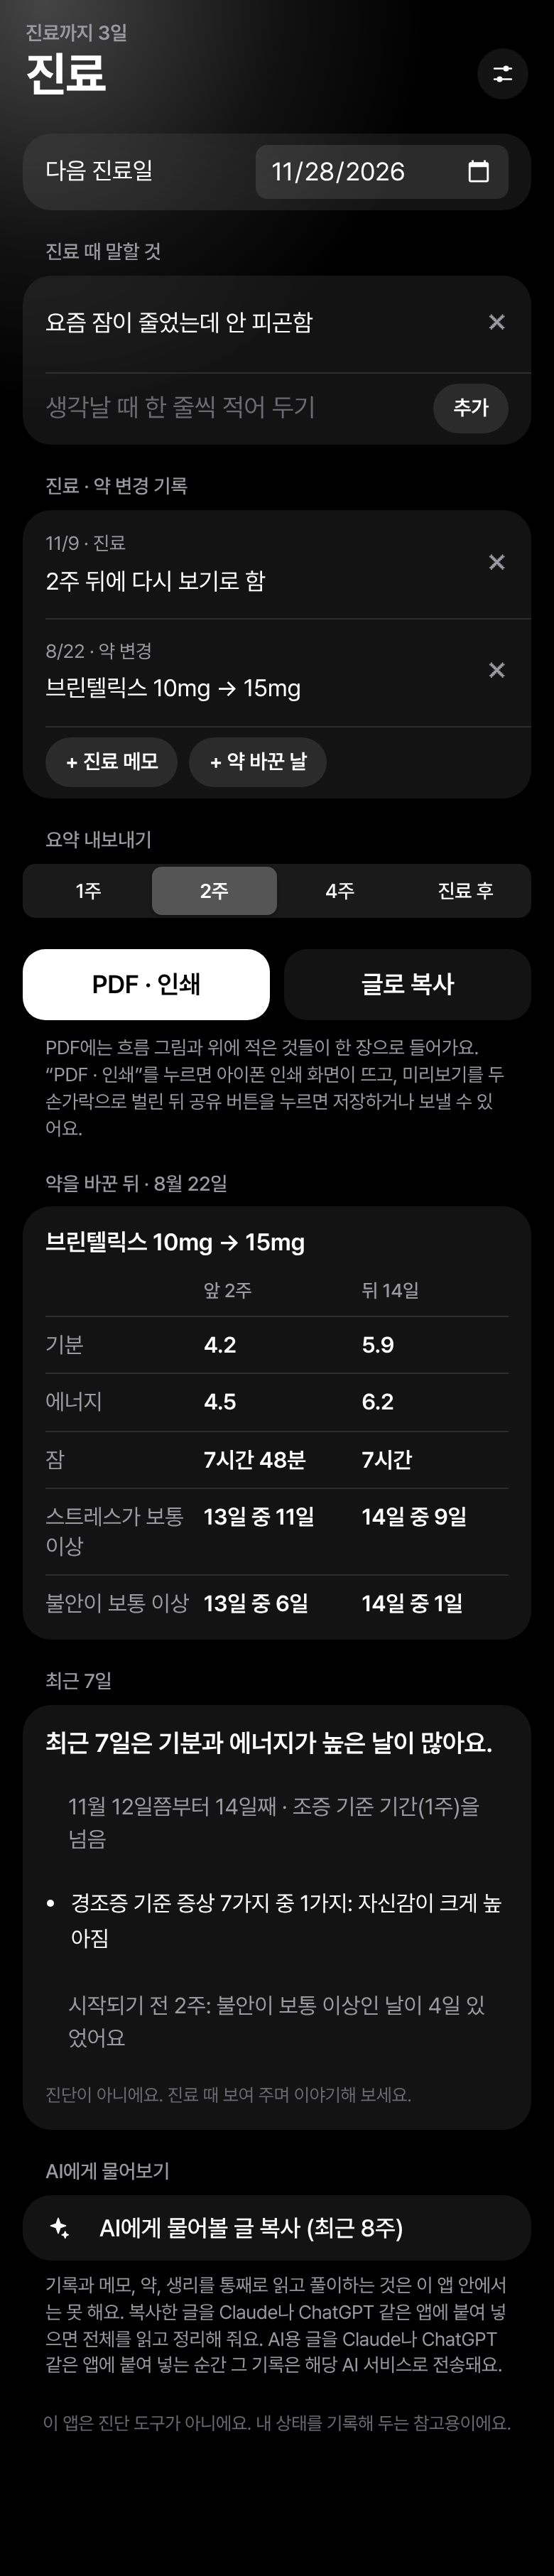 진료까지 3일
진료
다음 진료일
11/28/2026
진료 때 말할 것
요즘 잠이 줄었는데 안 피곤함
생각날 때 한 줄씩 적어 두기
추가
진료 · 약 변경 기록
11/9 · 진료
2주 뒤에 다시 보기로 함
8/22 · 약 변경
브린텔릭스 10mg → 15mg
+ 진료 메모
+ 약 바꾼 날
요약 내보내기
1주
2주
4주
진료 후
PDF · 인쇄
글로 복사
PDF에는 흐름 그림과 위에 적은 것들이 한 장으로 들어가요.
“PDF · 인쇄”를 누르면 아이폰 인쇄 화면이 뜨고, 미리보기를 두
손가락으로 벌린 뒤 공유 버튼을 누르면 저장하거나 보낼 수 있
어요.
약을 바꾼 뒤 · 8월 22일
브린텔릭스 10mg → 15mg
앞 2주 뒤 14일
기분 4.2 5.9
에너지 4.5 6.2
잠 7시간 48분 7시간
스트레스가 보통 13일 중 11일 14일 중 9일
이상
불안이 보통 이상 13일 중 6일 14일 중 1일
최근 7일
최근 7일은 기분과 에너지가 높은 날이 많아요.
11월 12일쯤부터 14일째 · 조증 기준 기간(1주)을
넘음
• 경조증 기준 증상 7가지 중 1가지: 자신감이 크게 높
아짐
시작되기 전 2주: 불안이 보통 이상인 날이 4일 있
었어요
진단이 아니에요. 진료 때 보여 주며 이야기해 보세요.
AI에게 물어보기
AI에게 물어볼 글 복사 (최근 8주)
기록과 메모, 약, 생리를 통째로 읽고 풀이하는 것은 이 앱 안에서
는 못 해요. 복사한 글을 Claude나 ChatGPT 같은 앱에 붙여 넣
으면 전체를 읽고 정리해 줘요. AI용 글을 Claude나 ChatGPT
같은 앱에 붙여 넣는 순간 그 기록은 해당 AI 서비스로 전송돼요.
이 앱은 진단 도구가 아니에요. 내 상태를 기록해 두는 참고용이에요.